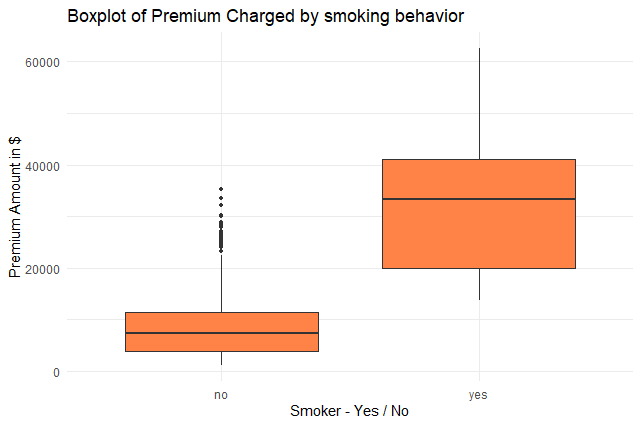 Boxplot of Premium Charged by smoking behavior
Premium Amount in $
60000
40000
20000
0
no
yes
Smoker - Yes / No